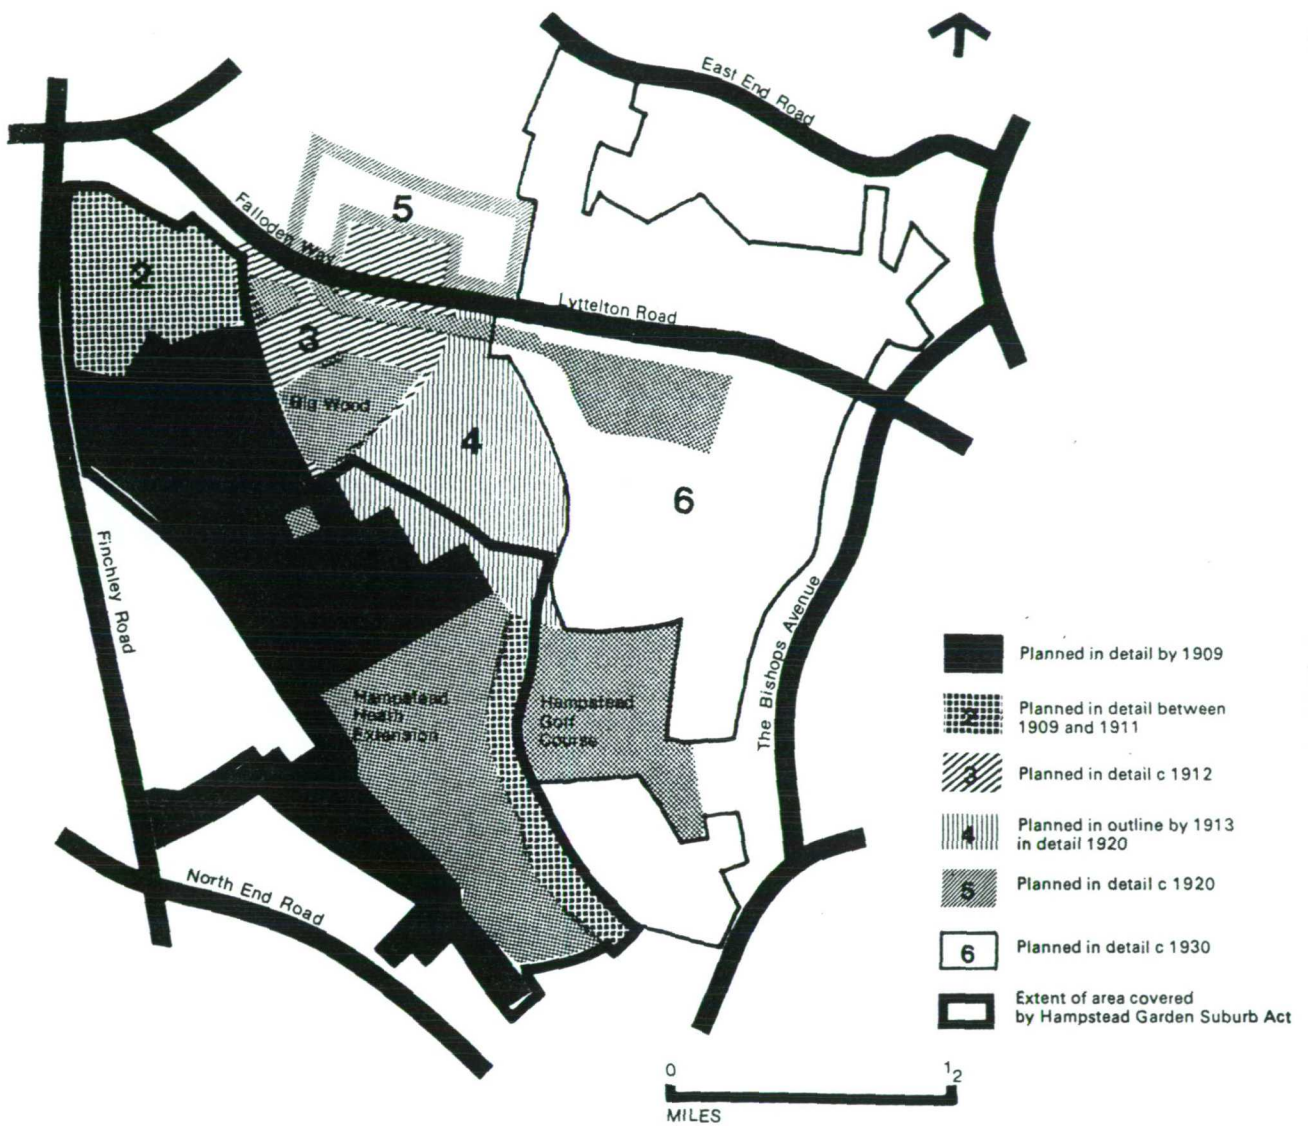 East End Road
5
Falloden Way
2
Lyttelton Road
3
Big Wood
4
6
Finchley Road
Hampstead
Heath
Extension
Hampstead
Golf
Course
The Bishops Avenue
North End Road
Planned in detail by 1909
2
Planned in detail between
1909 and 1911
3
Planned in detail c 1912
4
Planned in outline by 1913
in detail 1920
5
Planned in detail c 1920
6
Planned in detail c 1930
Extent of area covered
by Hampstead Garden Suburb Act
0
1/2
MILES